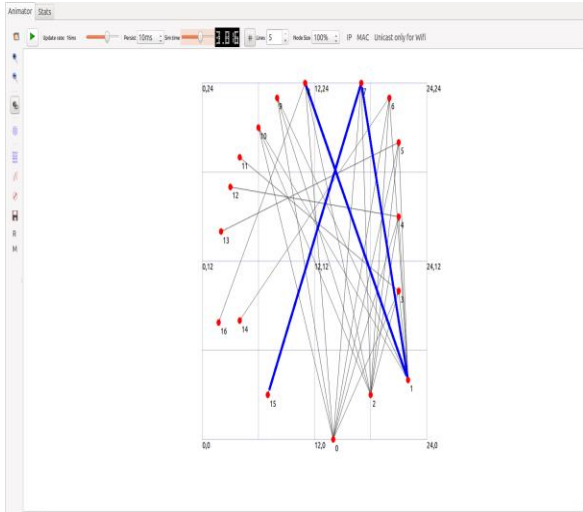 Animator Stats
Update rate: 16ms Persist: 10ms Sim time 3.86 Lines 5 Node Size 100% IP MAC Unicast only for Wifi
0,24 12,24 24,24
9 7 6
10
5
11
12
4
13
0,12 12,12 24,12
3
16 14
1
15 2
0,0 12,0 0 24,0
R
M